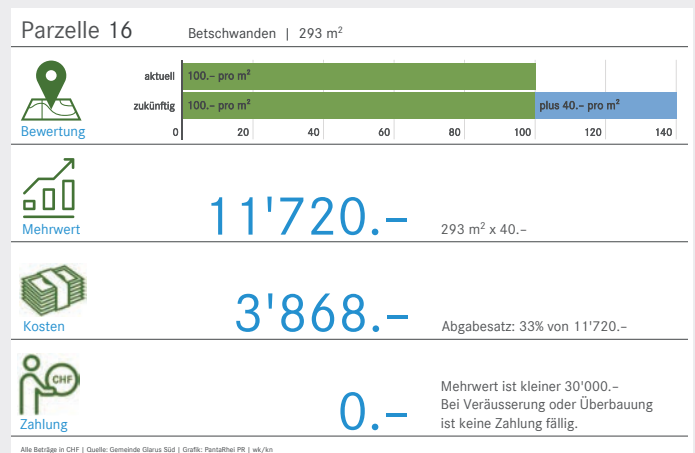 Parzelle 16 Betschwanden | 293 m²
aktuell 100.– pro m²
zukünftig 100.– pro m² plus 40.– pro m²
0 20 40 60 80 100 120 140
Bewertung
11'720.– 293 m² x 40.–
Mehrwert
3'868.– Abgabesatz: 33% von 11'720.–
Kosten
CHF
Mehrwert ist kleiner 30'000.–
0.– Bei Veräusserung oder Überbauung
ist keine Zahlung fällig.
Zahlung
Alle Beträge in CHF | Quelle: Gemeinde Glarus Süd | Grafik: PantaRhei PR | wk/kn